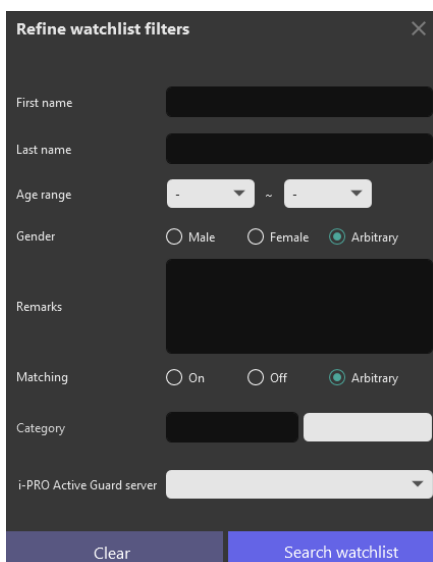 Refine watchlist filters
First name
Last name
Age range - ~ -
Gender Male Female Arbitrary
Remarks
Matching On Off Arbitrary
Category
i-PRO Active Guard server
Clear Search watchlist